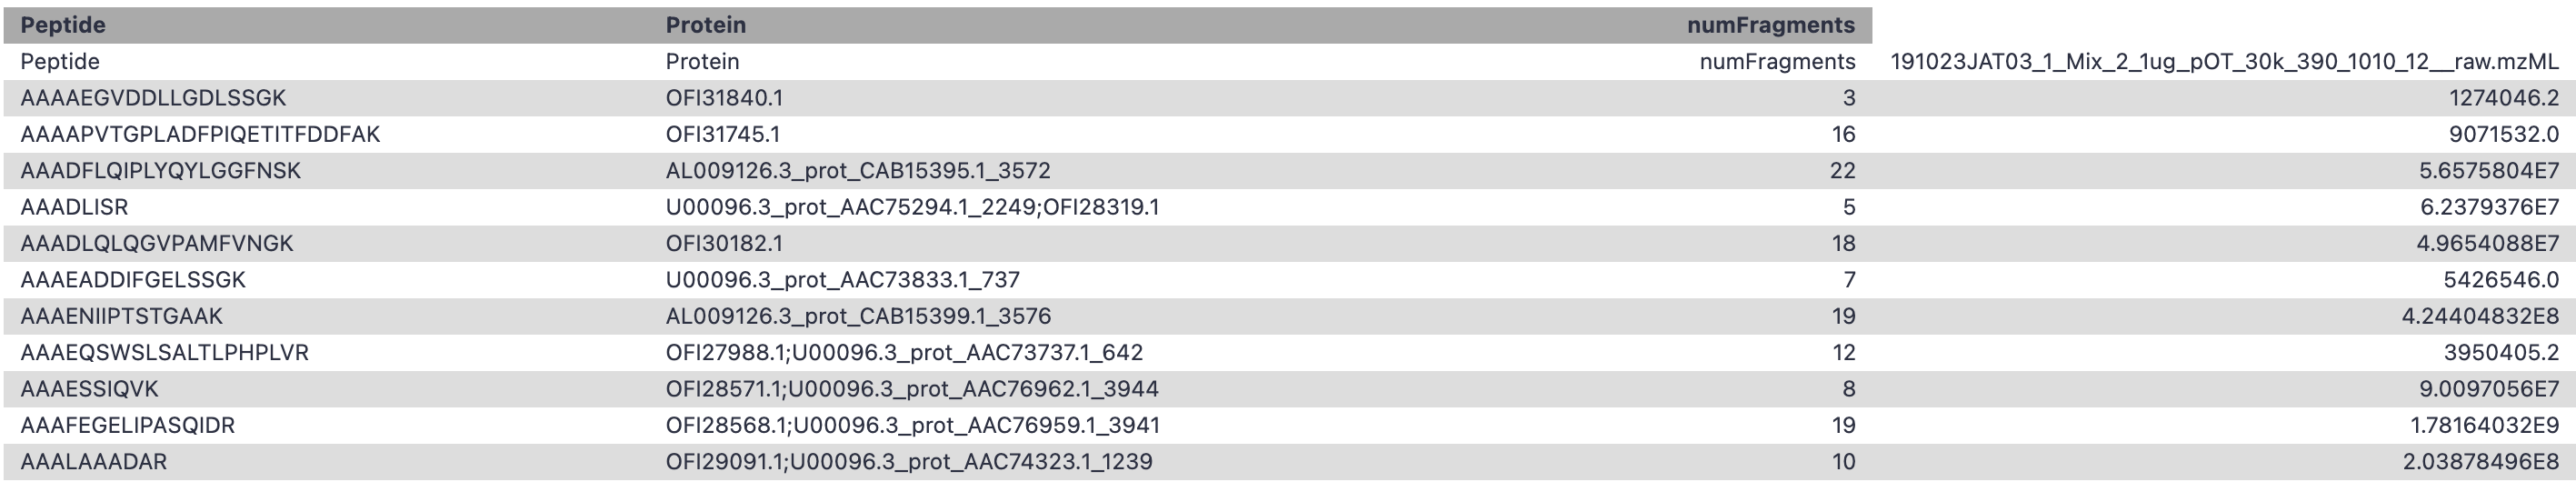 Peptide Protein numFragments
Peptide Protein numFragments 191023JAT03_1_Mix_2_1ug_pOT_30k_390_1010_12__raw.mzML
AAAAEGVDDLLGDLSSGK OFI31840.1 3 1274046.2
AAAAPVTGPLADFPIQETITFDDFAK OFI31745.1 16 9071532.0
AAADFLQIPLYQYLGGFNSK AL009126.3_prot_CAB15395.1_3572 22 5.6575804E7
AAADLISR U00096.3_prot_AAC75294.1_2249;OFI28319.1 5 6.2379376E7
AAADLQLQGVPAMFVNGK OFI30182.1 18 4.9654088E7
AAAEADDIFGELSSGK U00096.3_prot_AAC73833.1_737 7 5426546.0
AAAENIIPTSTGAAK AL009126.3_prot_CAB15399.1_3576 19 4.24404832E8
AAAEQSWSLSALTLPHPLVR OFI27988.1;U00096.3_prot_AAC73737.1_642 12 3950405.2
AAAESSIQVK OFI28571.1;U00096.3_prot_AAC76962.1_3944 8 9.0097056E7
AAAFEGELIPASQIDR OFI28568.1;U00096.3_prot_AAC76959.1_3941 19 1.78164032E9
AAALAAADAR OFI29091.1;U00096.3_prot_AAC74323.1_1239 10 2.03878496E8